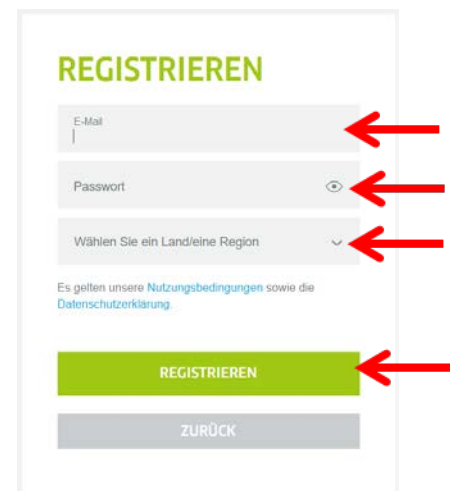 REGISTRIEREN
E-Mail
Passwort
Wählen Sie ein Land/eine Region
Es gelten unsere Nutzungsbedingungen sowie die
Datenschutzerklärung.
REGISTRIEREN
ZURÜCK